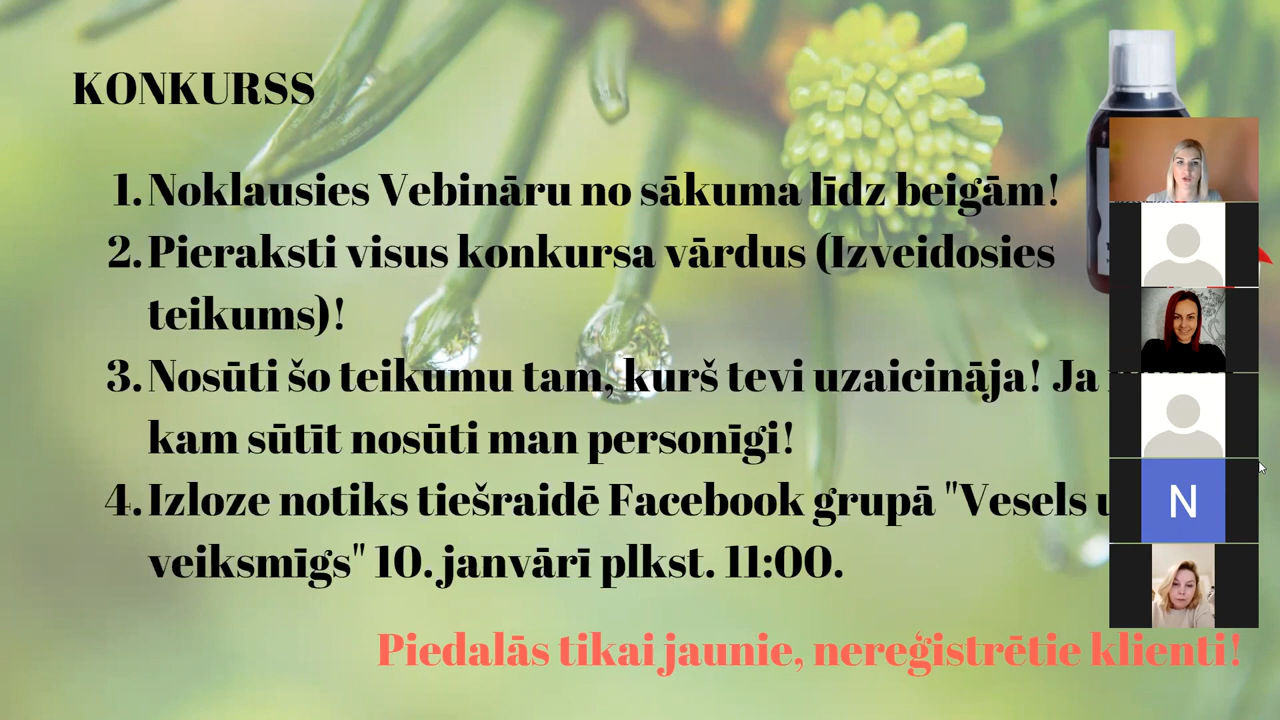 KONKURSS
1. Noklausies Vebināru no sākuma līdz beigām!
2. Pieraksti visus konkursa vārdus (Izveidosies
teikums)!
3. Nosūti šo teikumu tam, kurš tevi uzaicināja! Ja
kam sūtīt nosūti man personīgi!
4. Izloze notiks tiešraidē Facebook grupā "Vesels
veiksmīgs" 10. janvārī plkst. 11:00.
Piedalās tikai jaunie, nereģistrētie klienti!
N